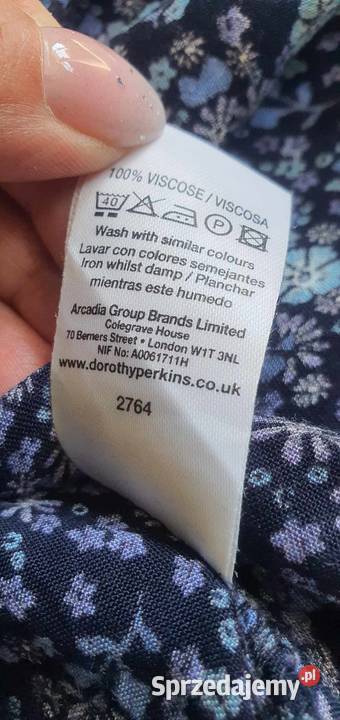 100% VISCOSE / VISCOSA
40 P
Wash with similar colours
Lavar con colores semejantes
Iron whilst damp / Planchar
mientras este humedo
Arcadia Group Brands Limited
Colegrave House
70 Berners Street • London W1T 3NL
NIF No: A0061711H
www.dorothyperkins.co.uk
2764
Sprzedajemy.pl